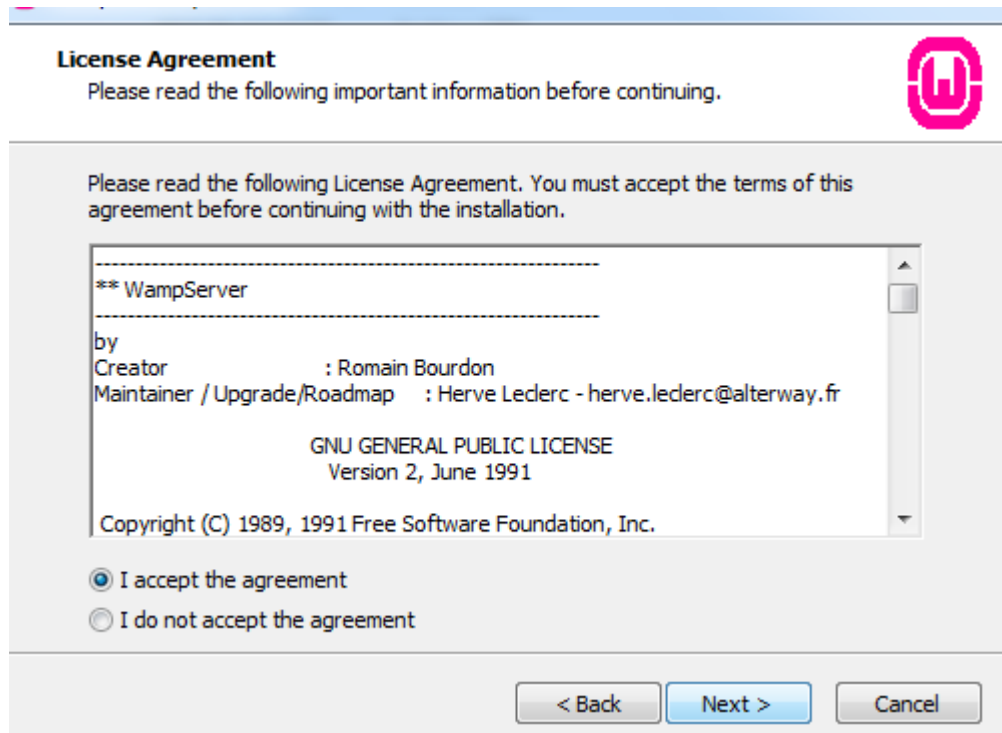 License Agreement
Please read the following important information before continuing.
Please read the following License Agreement. You must accept the terms of this
agreement before continuing with the installation.
---------------------------------------------------------------
** WampServer
---------------------------------------------------------------
by
Creator : Romain Bourdon
Maintainer / Upgrade/Roadmap : Herve Leclerc - herve.leclerc@alterway.fr
GNU GENERAL PUBLIC LICENSE
Version 2, June 1991
Copyright (C) 1989, 1991 Free Software Foundation, Inc.
I accept the agreement
I do not accept the agreement
< Back Next > Cancel